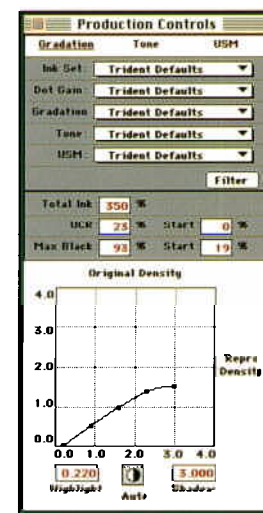 Production Controls
Gradation Tone USM
Ink Set: Trident Defaults
Dot Gain: Trident Defaults
Gradation Trident Defaults
Tone: Trident Defaults
USM: Trident Defaults
Filter
Total Ink 350 %
UCR 23 % Start 0 %
Max Black 93 % Start 19 %
Original Density
4.0
3.0
Repro
2.0
Density
1.0
0.0
0.0 1.0 2.0 3.0 4.0
0.220 3.000
Highlight Auto Shadow